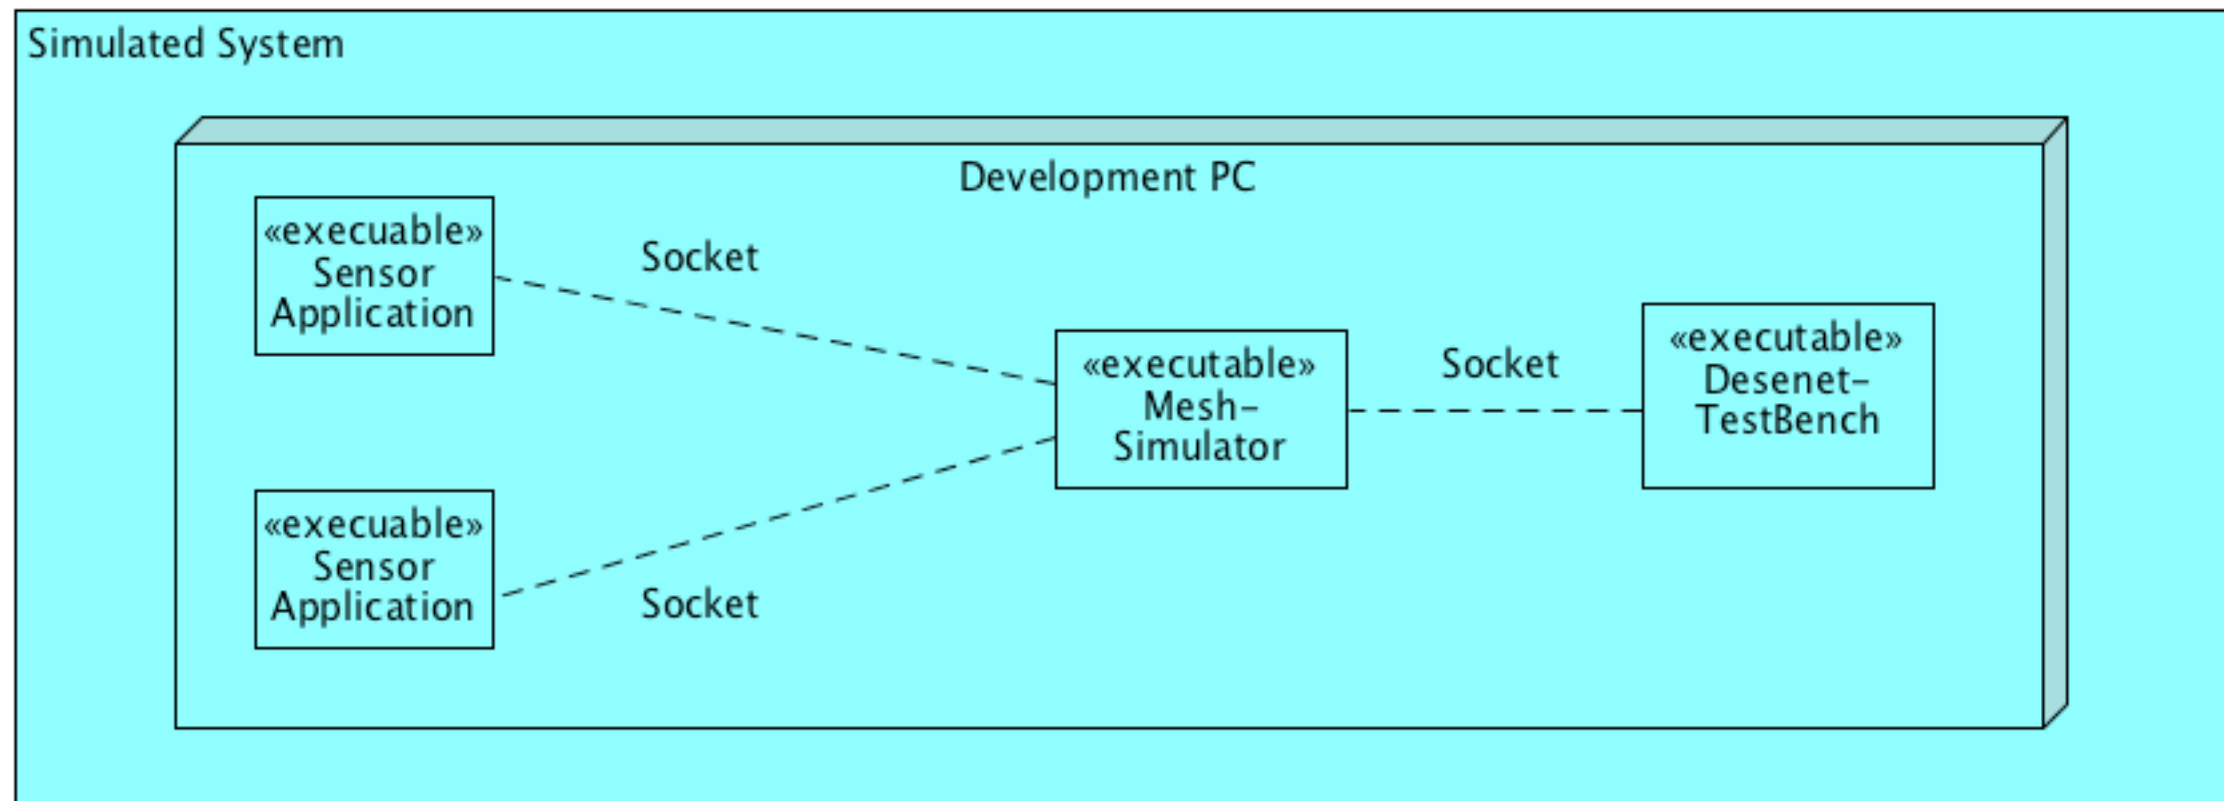 Simulated System
Development PC
«execuable»
Sensor
Application
Socket
«executable»
Mesh-
Simulator
Socket
«executable»
Desenet-
TestBench
«execuable»
Sensor
Application
Socket